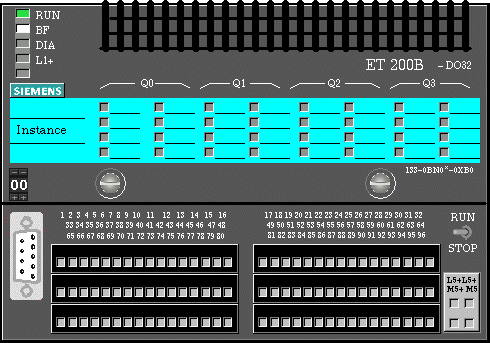 RUN
BF
DIA
L1+
ET 200B -DO32
SIEMENS
Q0 Q1 Q2 Q3
Instance
133-0BN0*-0XB0
00
1 2 3 4 5 6 7 8 9 10 11 12 13 14 15 16
33 34 35 36 37 38 39 40 41 42 43 44 45 46 47 48
65 66 67 68 69 70 71 72 73 74 75 76 77 78 79 80
17 18 19 20 21 22 23 24 25 26 27 28 29 30 31 32
49 50 51 52 53 54 55 56 57 58 59 60 61 62 63 64
81 82 83 84 85 86 87 88 89 90 91 92 93 94 95 96
RUN
STOP
L5+L5+
M5+ M5